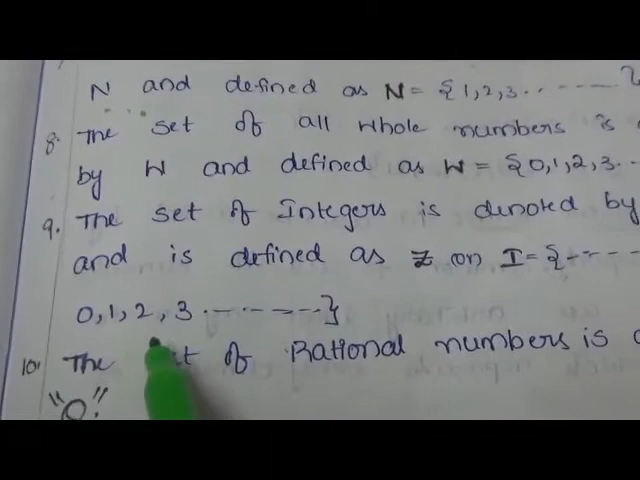 N and defined as N = {1,2,3.. - - - - }
8. The set of all whole numbers is
by W and defined as W = {0,1,2,3..
9. The set of Integers is denoted by
and is defined as Z or I = {- - - - -
0,1,2,3 - - - - - - }
10. The of Rational numbers is
"Q"